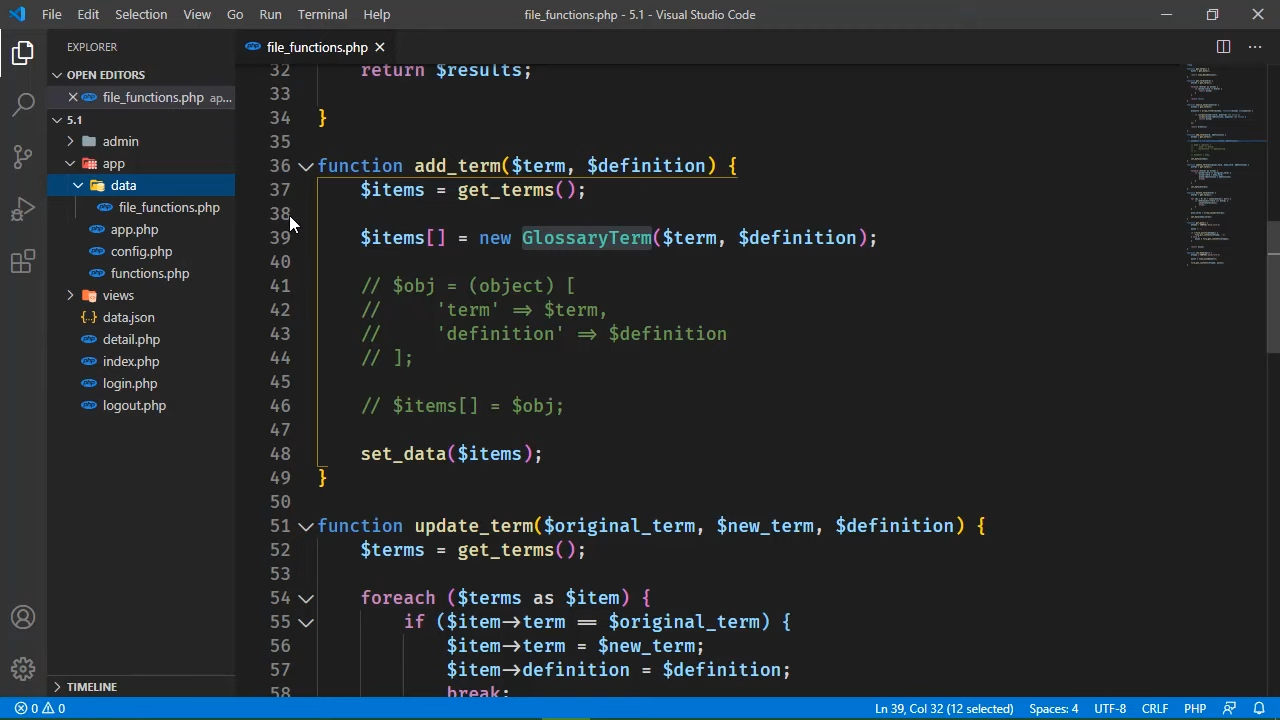 File Edit Selection View Go Run Terminal Help file_functions.php - 5.1 - Visual Studio Code
EXPLORER
OPEN EDITORS
file_functions.php ap...
5.1
admin
app
data
file_functions.php
app.php
config.php
functions.php
views
data.json
detail.php
index.php
login.php
logout.php
TIMELINE
file_functions.php
32 return $results;
33
34 }
35
36 function add_term($term, $definition) {
37 $items = get_terms();
38
39 $items[] = new GlossaryTerm($term, $definition);
40
41 // $obj = (object) [
42 // 'term' => $term,
43 // 'definition' => $definition
44 // ];
45
46 // $items[] = $obj;
47
48 set_data($items);
49 }
50
51 function update_term($original_term, $new_term, $definition) {
52 $terms = get_terms();
53
54 foreach ($terms as $item) {
55 if ($item->term == $original_term) {
56 $item->term = $new_term;
57 $item->definition = $definition;
58 break;
0 0 Ln 39, Col 32 (12 selected) Spaces: 4 UTF-8 CRLF PHP